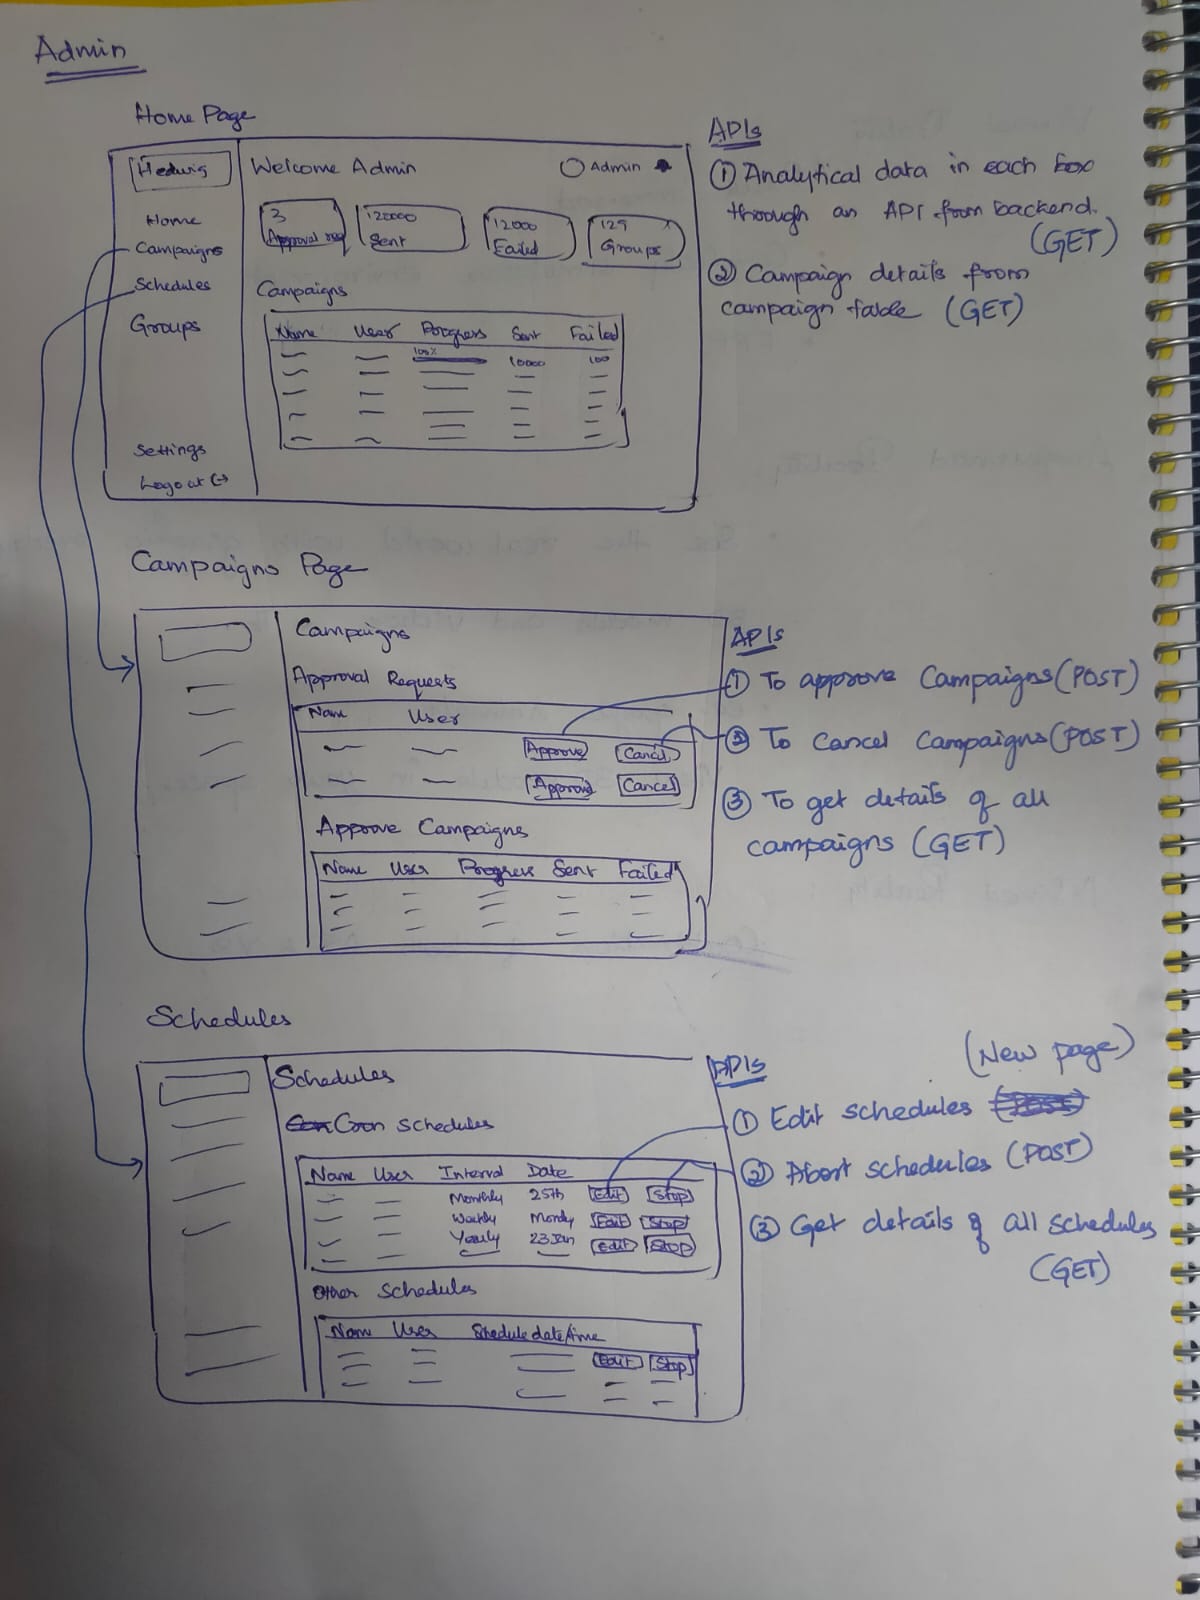 Admin
Home Page
Hedwig
Welcome Admin
Admin
Home
Campaigns
Schedules
Groups
Settings
Logout
3
Approval req
120000
Sent
12000
Failed
129
Groups
Campaigns
Name User Progress Sent Failed
100%
10000 100
APIs
① Analytical data in each box
through an API from backend.
(GET)
② Campaign details from
campaign table (GET)
Campaigns Page
Campaigns
Approval Requests
Name User
Approve Cancel
Approve Cancel
Approve Campaigns
Name User Progress Sent Failed
APIs
① To approve Campaigns (POST)
② To Cancel Campaigns (POST)
③ To get details of all
campaigns (GET)
Schedules
Schedules
Cron Schedules
Name User Interval Date
Monthly 25th Edit Stop
Weekly Mondy Edit Stop
Yearly 23 Jan Edit Stop
Other Schedules
Name User Schedule date/time
Edit Stop
APIs
(New page)
① Edit schedules
② Abort schedules (POST)
③ Get details of all schedules
(GET)